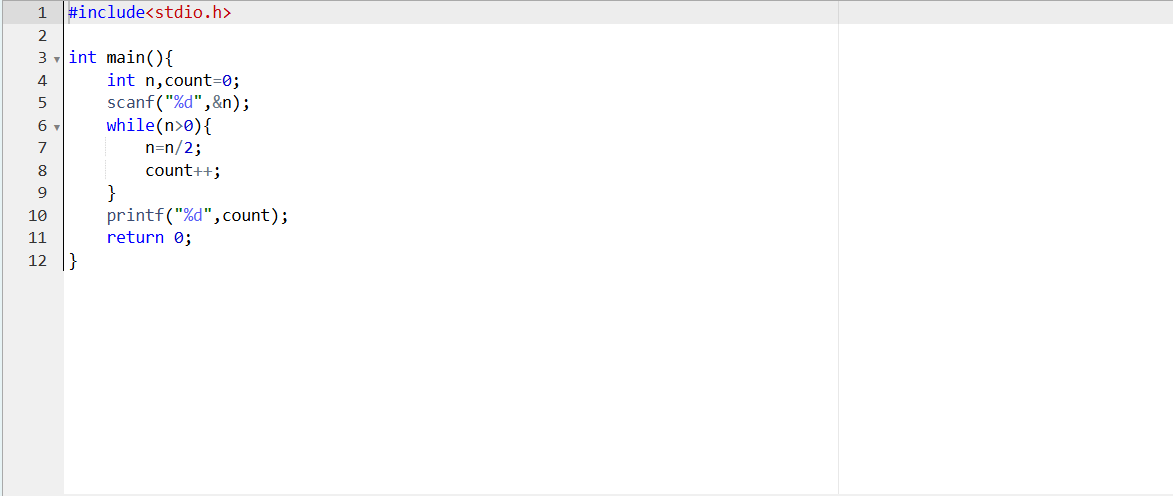 1 #include<stdio.h>
2
3 int main(){
4     int n,count=0;
5     scanf("%d",&n);
6     while(n>0){
7         n=n/2;
8         count++;
9     }
10     printf("%d",count);
11     return 0;
12 }